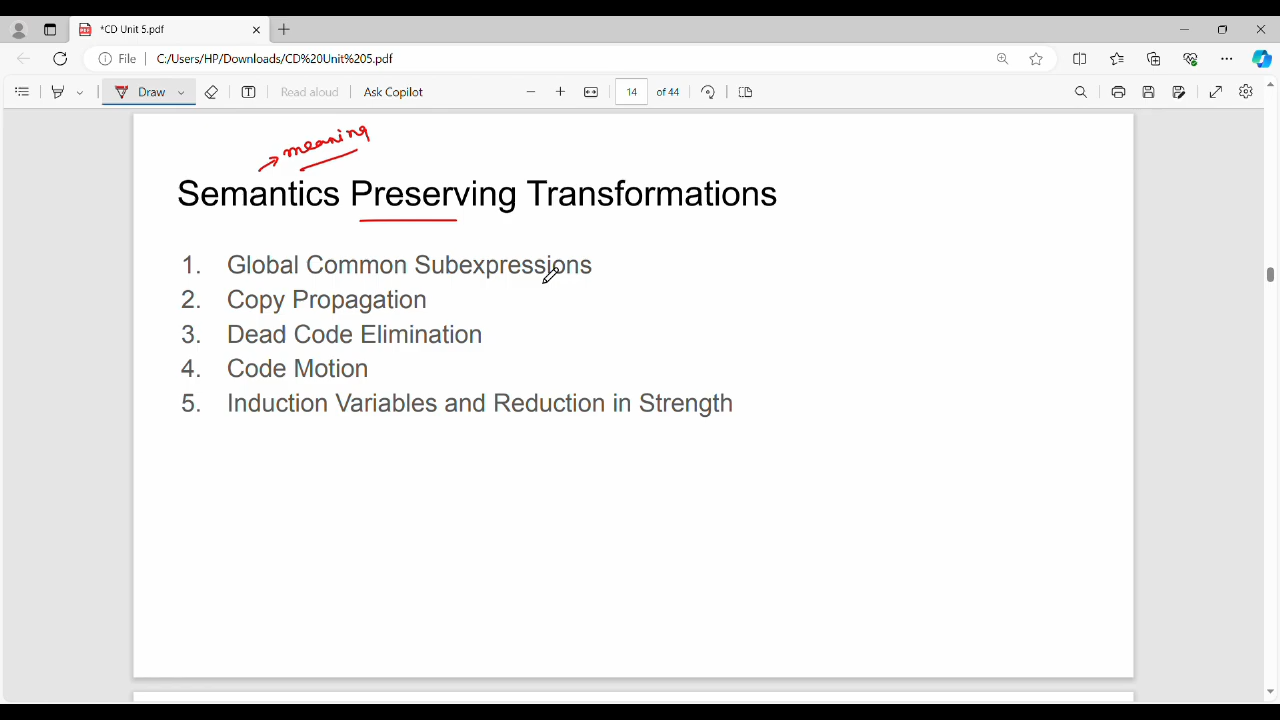 *CD Unit 5.pdf
File C:/Users/HP/Downloads/CD%20Unit%205.pdf
Draw Read aloud Ask Copilot 14 of 44
meaning
Semantics Preserving Transformations
1. Global Common Subexpressions
2. Copy Propagation
3. Dead Code Elimination
4. Code Motion
5. Induction Variables and Reduction in Strength